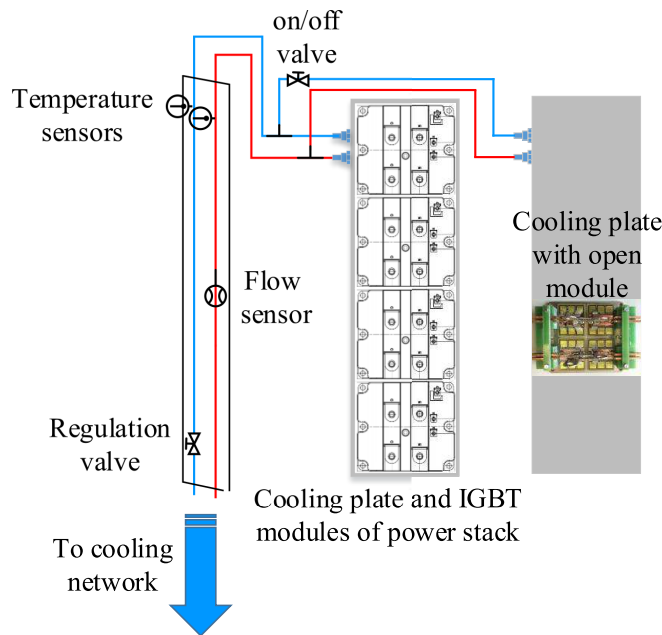 on/off
valve
Temperature
sensors
Cooling plate
with open
module
Flow
sensor
Regulation
valve
Cooling plate and IGBT
modules of power stack
To cooling
network